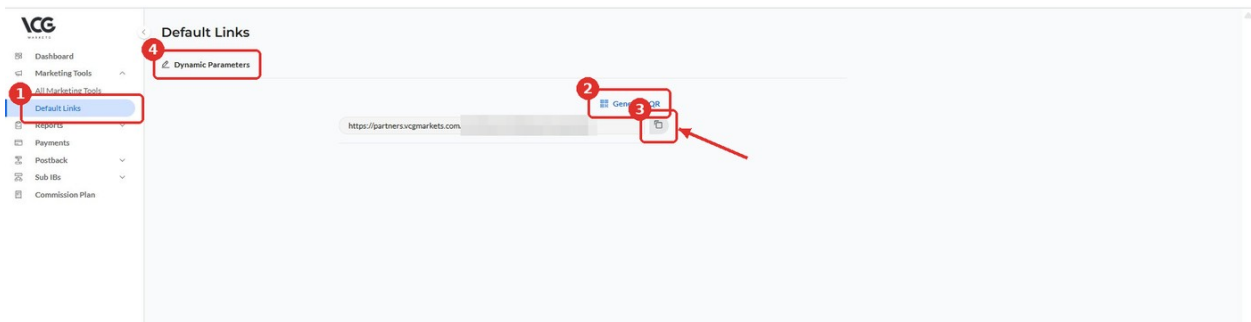 VCG
MARKETS
Default Links
4
Dynamic Parameters
Dashboard
Marketing Tools
All Marketing Tools
1
Default Links
Reports
Payments
Postback
Sub IBs
Commission Plan
2
QR
3
https://partners.vcgmarkets.com